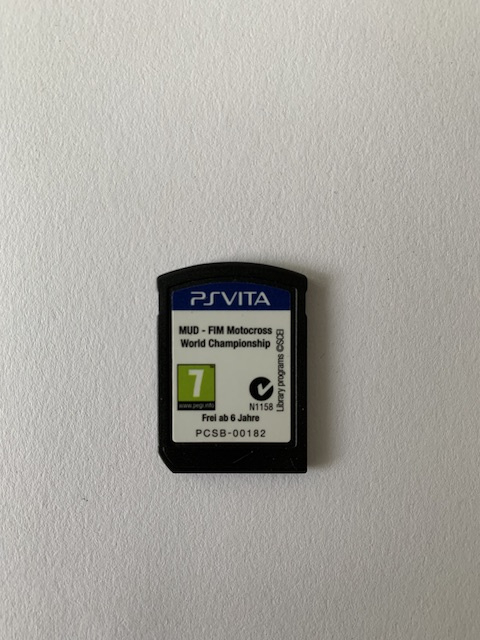 PSVITA
MUD - FIM Motocross
World Championship
Library programs ©SCEI
7
www.pegi.info
N1158
Frei ab 6 Jahre
PCSB-00182